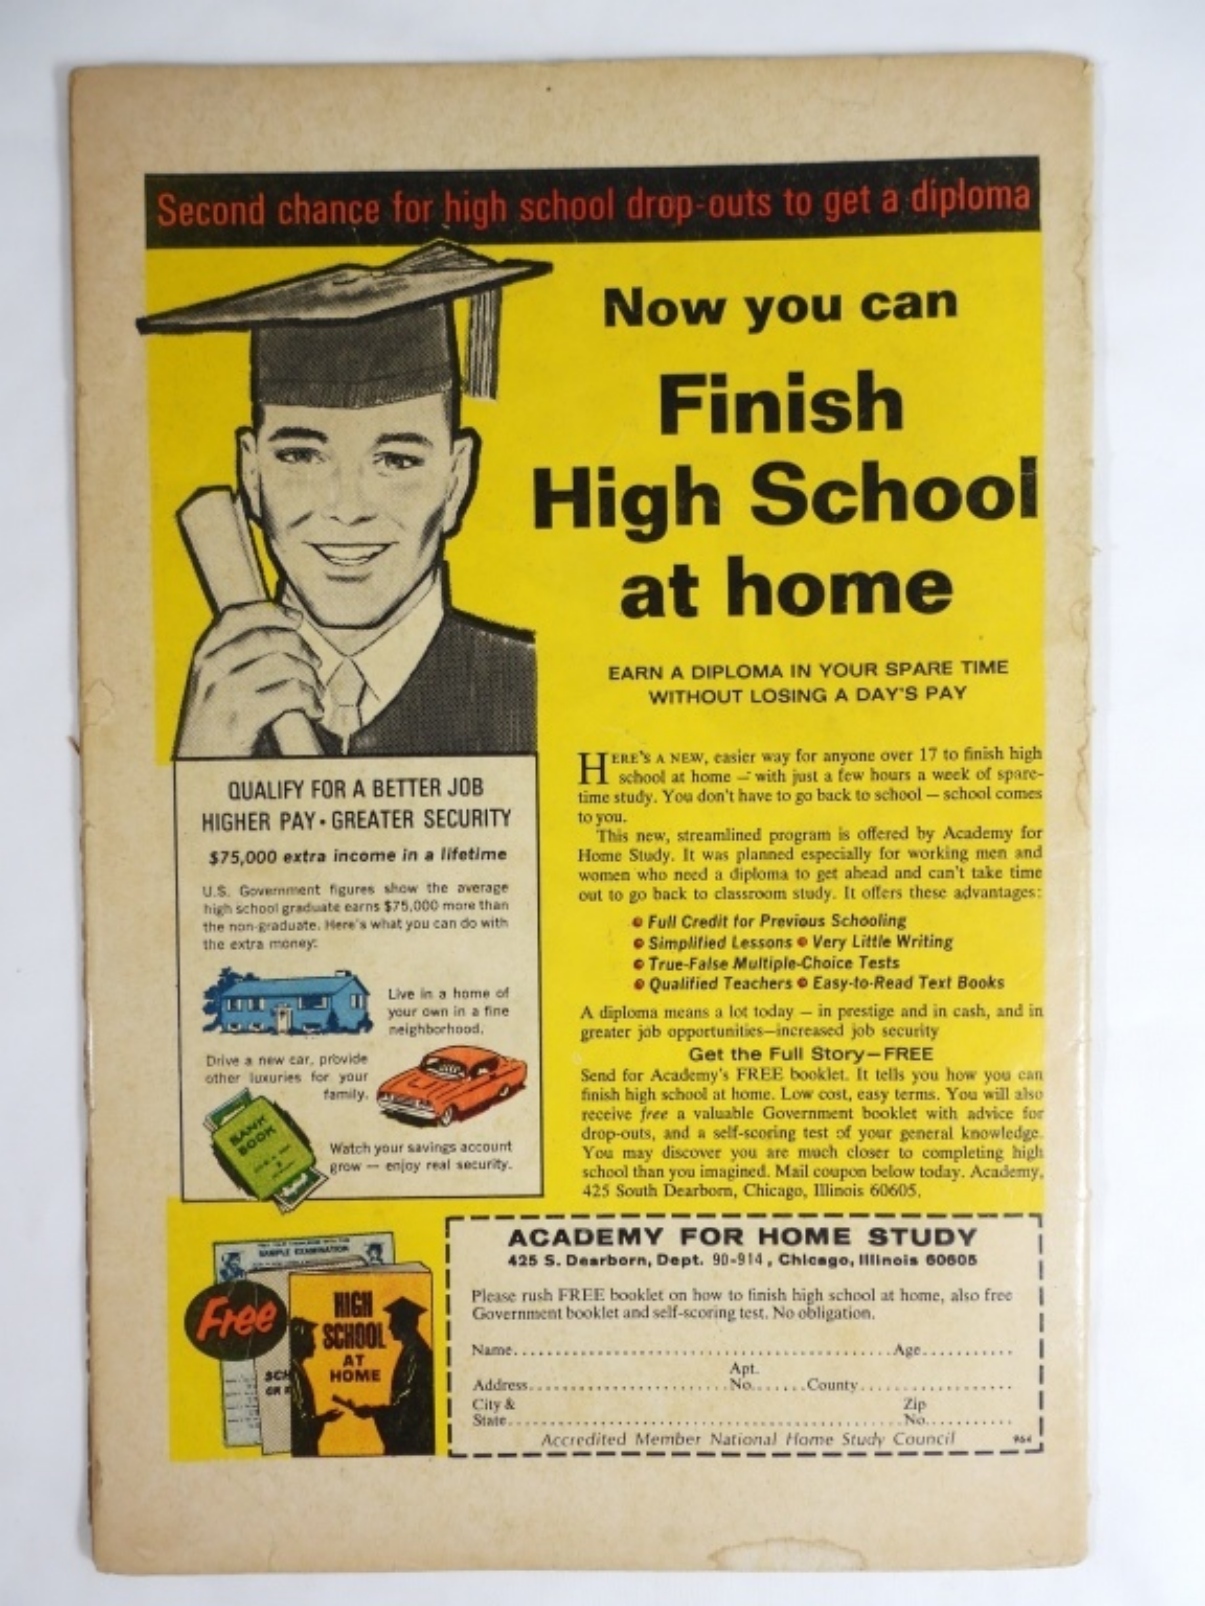 Second chance for high school drop-outs to get a diploma
Now you can
Finish
High School
at home
EARN A DIPLOMA IN YOUR SPARE TIME
WITHOUT LOSING A DAY'S PAY
HERE'S A NEW, easier way for anyone over 17 to finish high
school at home — with just a few hours a week of spare-
time study. You don't have to go back to school — school comes
to you.
This new, streamlined program is offered by Academy for
Home Study. It was planned especially for working men and
women who need a diploma to get ahead and can't take time
out to go back to classroom study. It offers these advantages:
• Full Credit for Previous Schooling
• Simplified Lessons • Very Little Writing
• True-False Multiple-Choice Tests
• Qualified Teachers • Easy-to-Read Text Books
A diploma means a lot today — in prestige and in cash, and in
greater job opportunities—increased job security
Get the Full Story—FREE
Send for Academy's FREE booklet. It tells you how you can
finish high school at home. Low cost, easy terms. You will also
receive free a valuable Government booklet with advice for
drop-outs, and a self-scoring test of your general knowledge.
You may discover you are much closer to completing high
school than you imagined. Mail coupon below today. Academy,
425 South Dearborn, Chicago, Illinois 60605.
QUALIFY FOR A BETTER JOB
HIGHER PAY • GREATER SECURITY
$75,000 extra income in a lifetime
U.S. Government figures show the average
high school graduate earns $75,000 more than
the non-graduate. Here's what you can do with
the extra money:
Live in a home of
your own in a fine
neighborhood.
Drive a new car, provide
other luxuries for your
family.
BANK
BOOK
Watch your savings account
grow — enjoy real security.
SAMPLE EXAMINATION
Free
HIGH
SCHOOL
AT
HOME
SCH
OR
ACADEMY FOR HOME STUDY
425 S. Dearborn, Dept. 90-914, Chicago, Illinois 60605
Please rush FREE booklet on how to finish high school at home, also free
Government booklet and self-scoring test. No obligation.
Name....................Age..........
Apt.
Address....................No.......County....................
City & Zip
State....................No..........
Accredited Member National Home Study Council 964